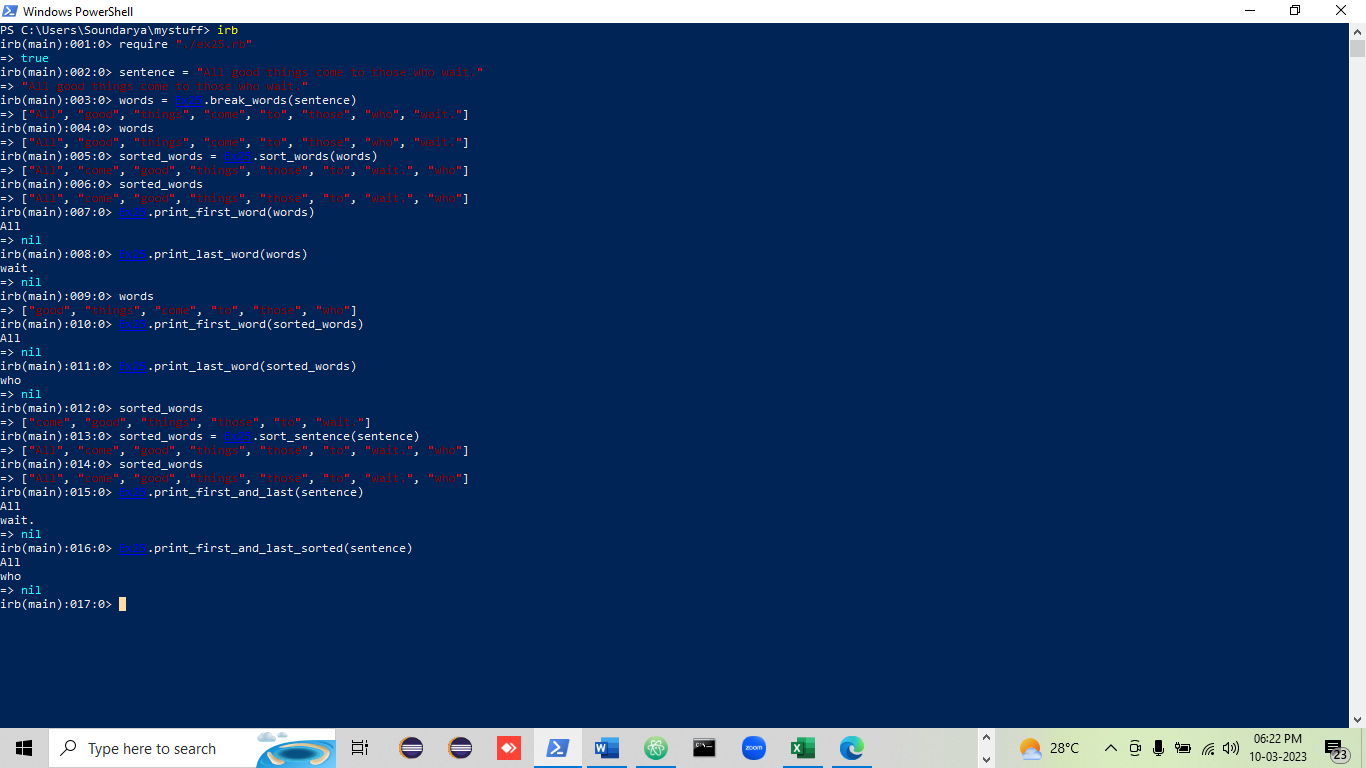 Windows PowerShell
PS C:\Users\Soundarya\mystuff> irb
irb(main):001:0> require "./ex25.rb"
=> true
irb(main):002:0> sentence = "All good things come to those who wait."
=> "All good things come to those who wait."
irb(main):003:0> words = Ex25.break_words(sentence)
=> ["All", "good", "things", "come", "to", "those", "who", "wait."]
irb(main):004:0> words
=> ["All", "good", "things", "come", "to", "those", "who", "wait."]
irb(main):005:0> sorted_words = Ex25.sort_words(words)
=> ["All", "come", "good", "things", "those", "to", "wait.", "who"]
irb(main):006:0> sorted_words
=> ["All", "come", "good", "things", "those", "to", "wait.", "who"]
irb(main):007:0> Ex25.print_first_word(words)
All
=> nil
irb(main):008:0> Ex25.print_last_word(words)
wait.
=> nil
irb(main):009:0> words
=> ["good", "things", "come", "to", "those", "who"]
irb(main):010:0> Ex25.print_first_word(sorted_words)
All
=> nil
irb(main):011:0> Ex25.print_last_word(sorted_words)
who
=> nil
irb(main):012:0> sorted_words
=> ["come", "good", "things", "those", "to", "wait."]
irb(main):013:0> sorted_words = Ex25.sort_sentence(sentence)
=> ["All", "come", "good", "things", "those", "to", "wait.", "who"]
irb(main):014:0> sorted_words
=> ["All", "come", "good", "things", "those", "to", "wait.", "who"]
irb(main):015:0> Ex25.print_first_and_last(sentence)
All
wait.
=> nil
irb(main):016:0> Ex25.print_first_and_last_sorted(sentence)
All
who
=> nil
irb(main):017:0>
Type here to search
zoom
28°C
06:22 PM
10-03-2023
23